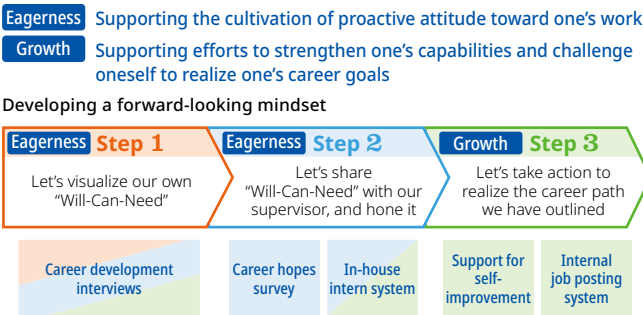 Eagerness Supporting the cultivation of proactive attitude toward one’s work
Growth Supporting efforts to strengthen one’s capabilities and challenge
oneself to realize one’s career goals
Developing a forward-looking mindset
Eagerness Step 1
Let’s visualize our own
“Will-Can-Need”
Eagerness Step 2
Let’s share
“Will-Can-Need” with our
supervisor, and hone it
Growth Step 3
Let’s take action to
realize the career path
we have outlined
Career development
interviews
Career hopes
survey
In-house
intern system
Support for
self-
improvement
Internal
job posting
system